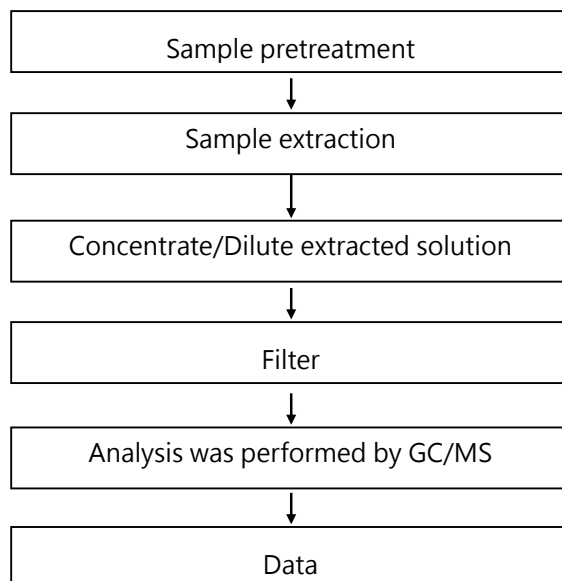 Sample pretreatment
Sample extraction
Concentrate/Dilute extracted solution
Filter
Analysis was performed by GC/MS
Data